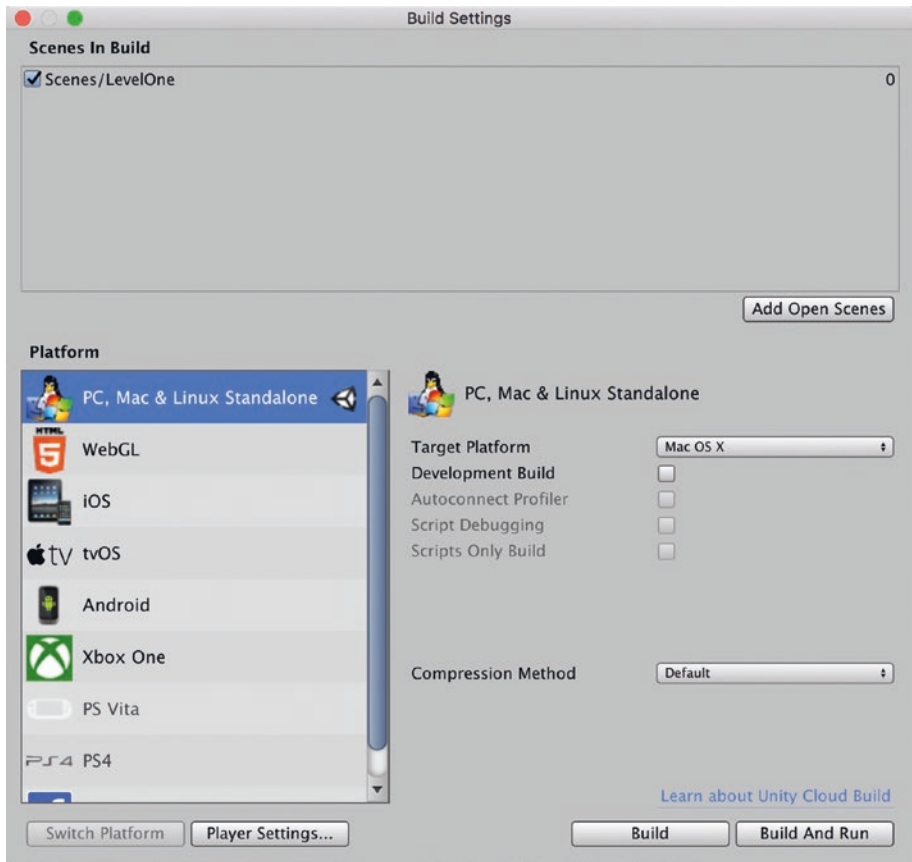 Build Settings
Scenes In Build
Scenes/LevelOne 0
Add Open Scenes
Platform
PC, Mac & Linux Standalone
HTML
5
WebGL
iOS
tv
tvOS
Android
Xbox One
PS Vita
PS4
PS4
PC, Mac & Linux Standalone
Target Platform Mac OS X
Development Build
Autoconnect Profiler
Script Debugging
Scripts Only Build
Compression Method Default
Learn about Unity Cloud Build
Switch Platform Player Settings... Build Build And Run